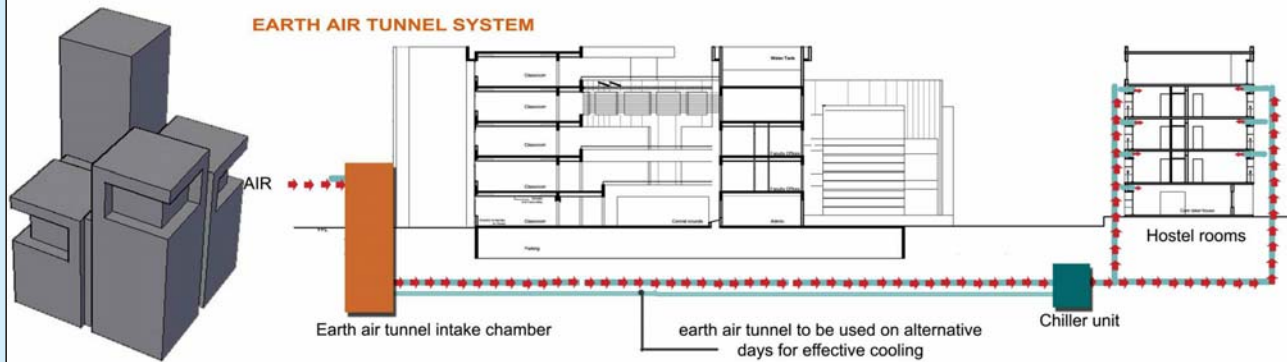 EARTH AIR TUNNEL SYSTEM
AIR
Classroom
Classroom
Classroom
Classroom
Classroom
Water Tank
Faculty Offices
Faculty Offices
Admin.
Parking
Hostel rooms
Earth air tunnel intake chamber
earth air tunnel to be used on alternative
days for effective cooling
Chiller unit